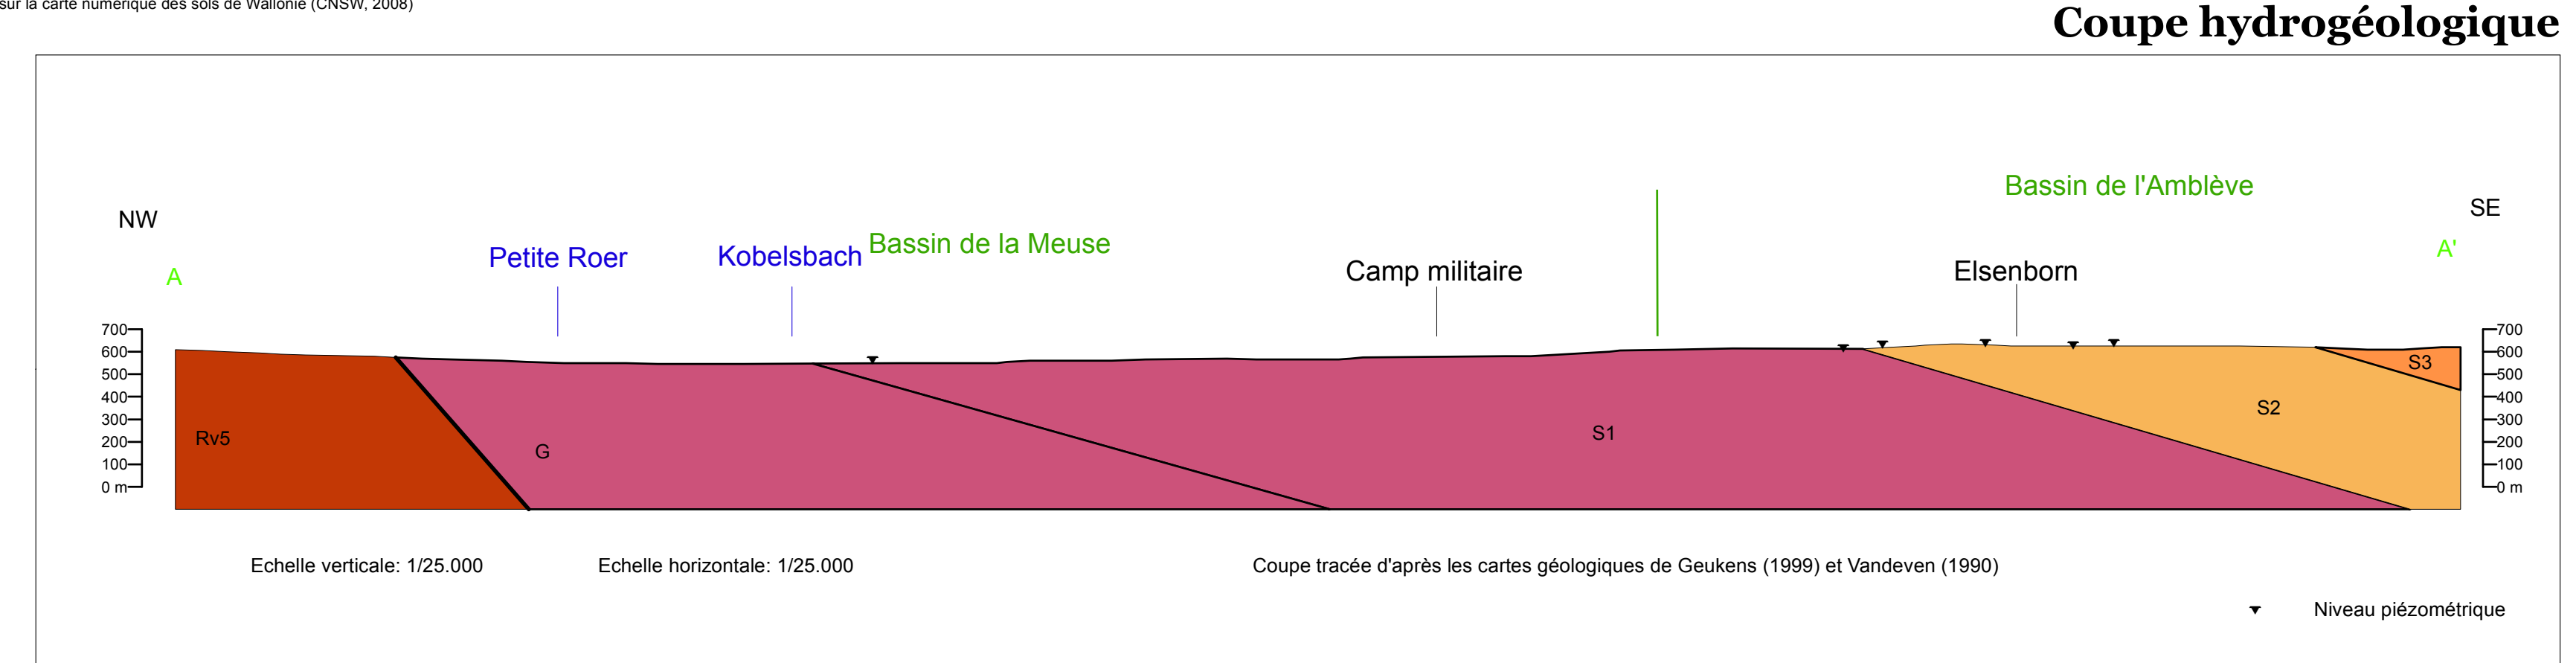 sur la carte numérique des sols de Wallonie (CNSW, 2008)
Coupe hydrogéologique
Bassin de l'Amblève
NW
SE
Petite Roer
Kobelsbach
Bassin de la Meuse
A
A'
Camp militaire
Elsenborn
700
600
500
400
300
200
100
0 m
Rv5
G
S1
S2
S3
700
600
500
400
300
200
100
0 m
Echelle verticale: 1/25.000
Echelle horizontale: 1/25.000
Coupe tracée d'après les cartes géologiques de Geukens (1999) et Vandeven (1990)
Niveau piézométrique